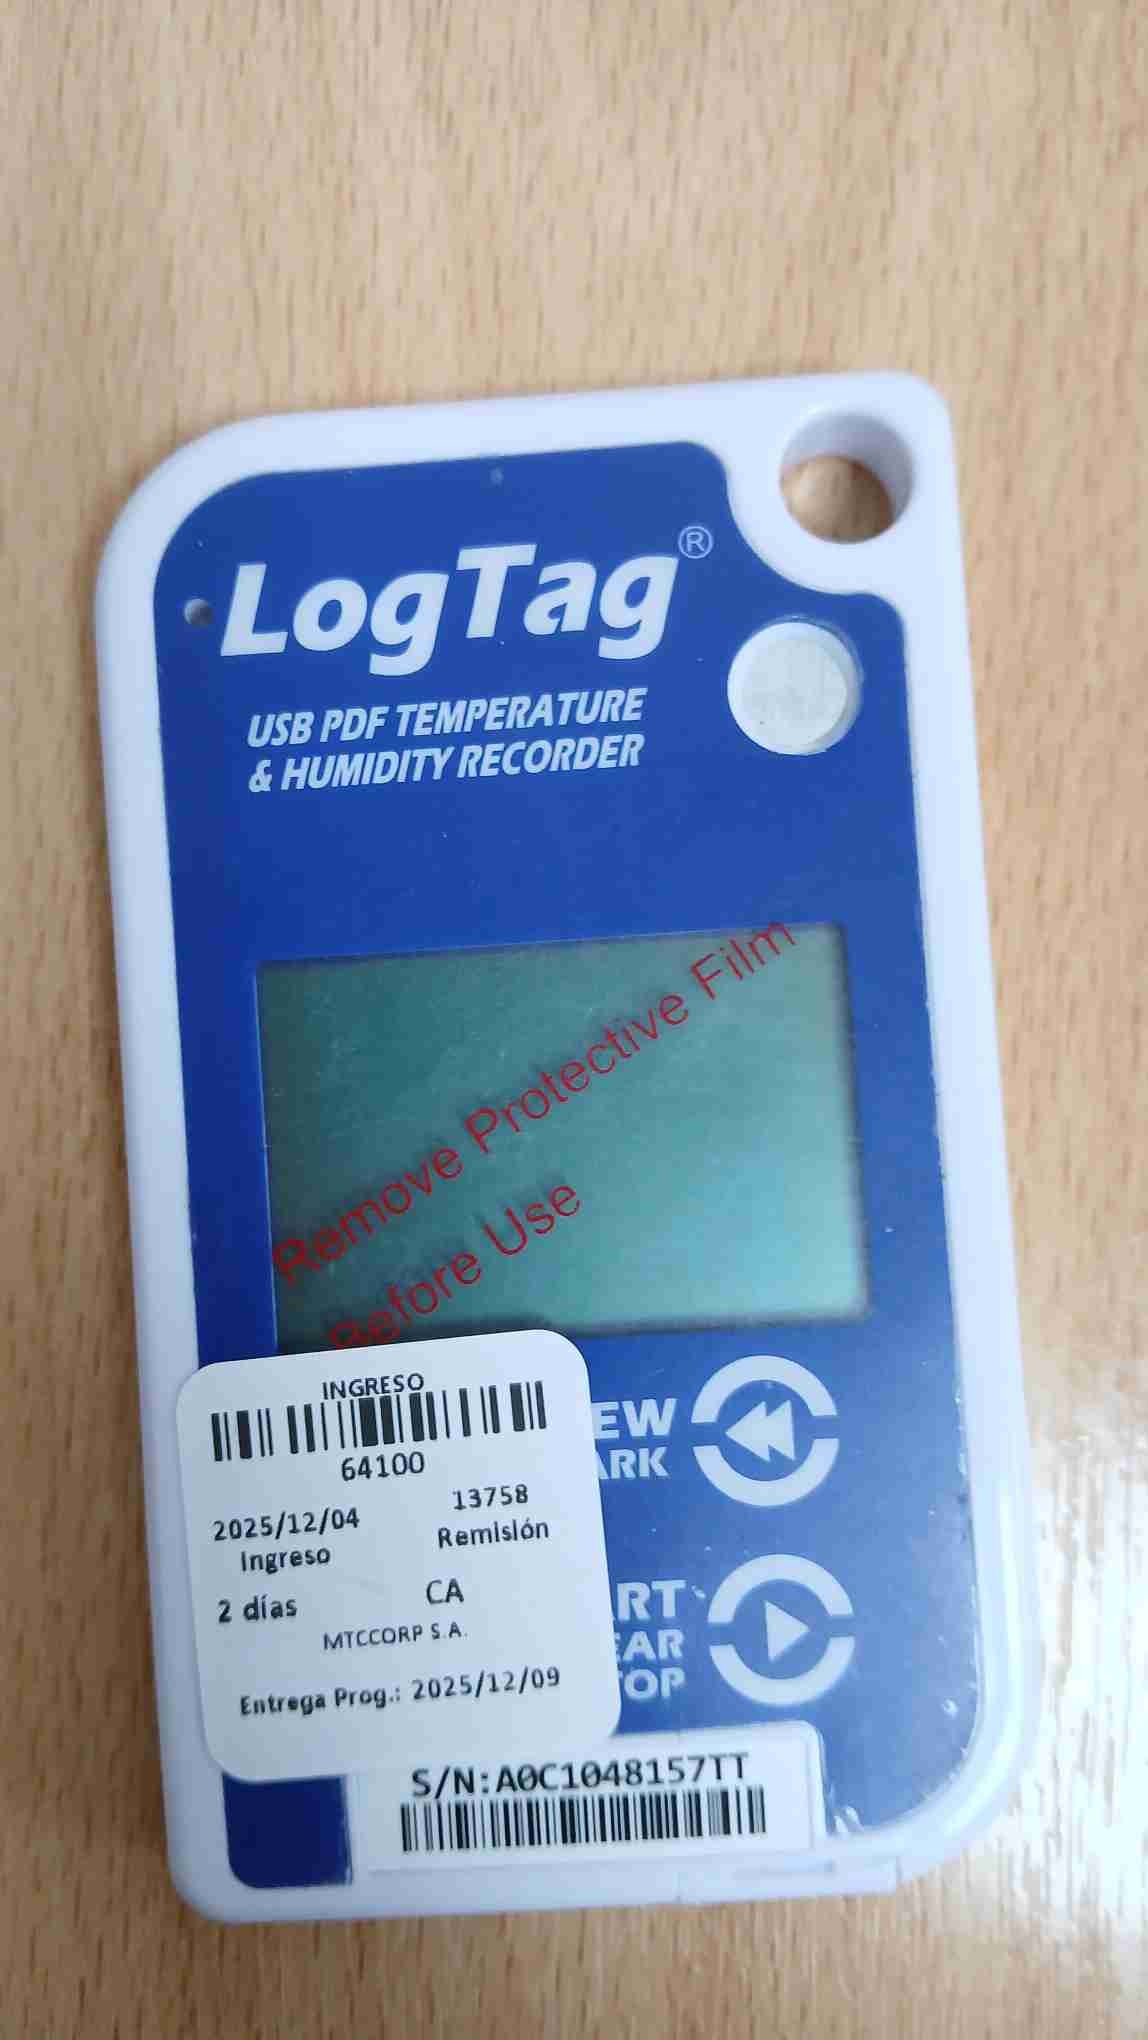 LogTag®
USB PDF TEMPERATURE
& HUMIDITY RECORDER
Remove Protective Film
Before Use
INGRESO
64100
2025/12/04 13758
Ingreso Remisión
2 días CA
MTCCORP S.A.
Entrega Prog.: 2025/12/09
S/N:A0C1048157TT